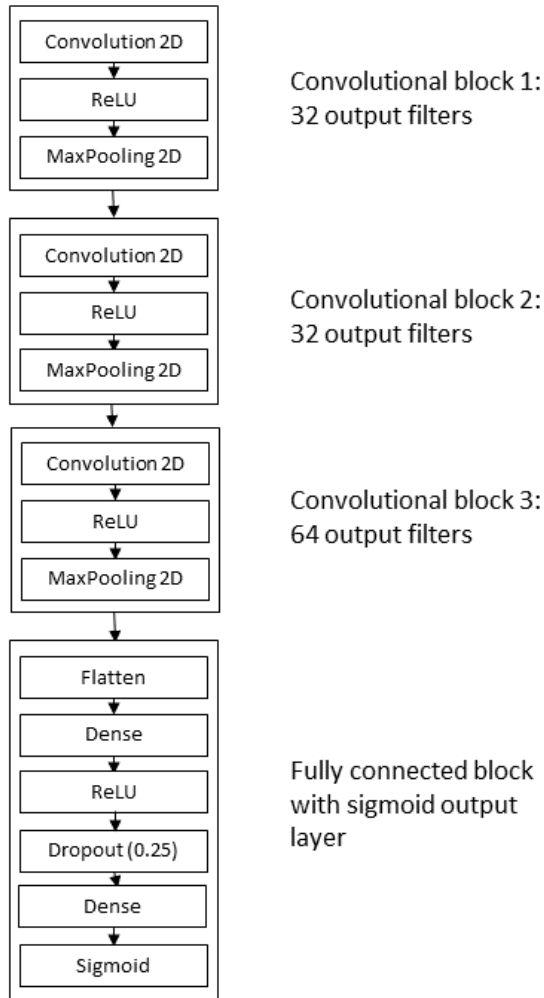 Convolution 2D
ReLU
MaxPooling 2D
Convolutional block 1:
32 output filters
Convolution 2D
ReLU
MaxPooling 2D
Convolutional block 2:
32 output filters
Convolution 2D
ReLU
MaxPooling 2D
Convolutional block 3:
64 output filters
Flatten
Dense
ReLU
Dropout (0.25)
Dense
Sigmoid
Fully connected block
with sigmoid output
layer